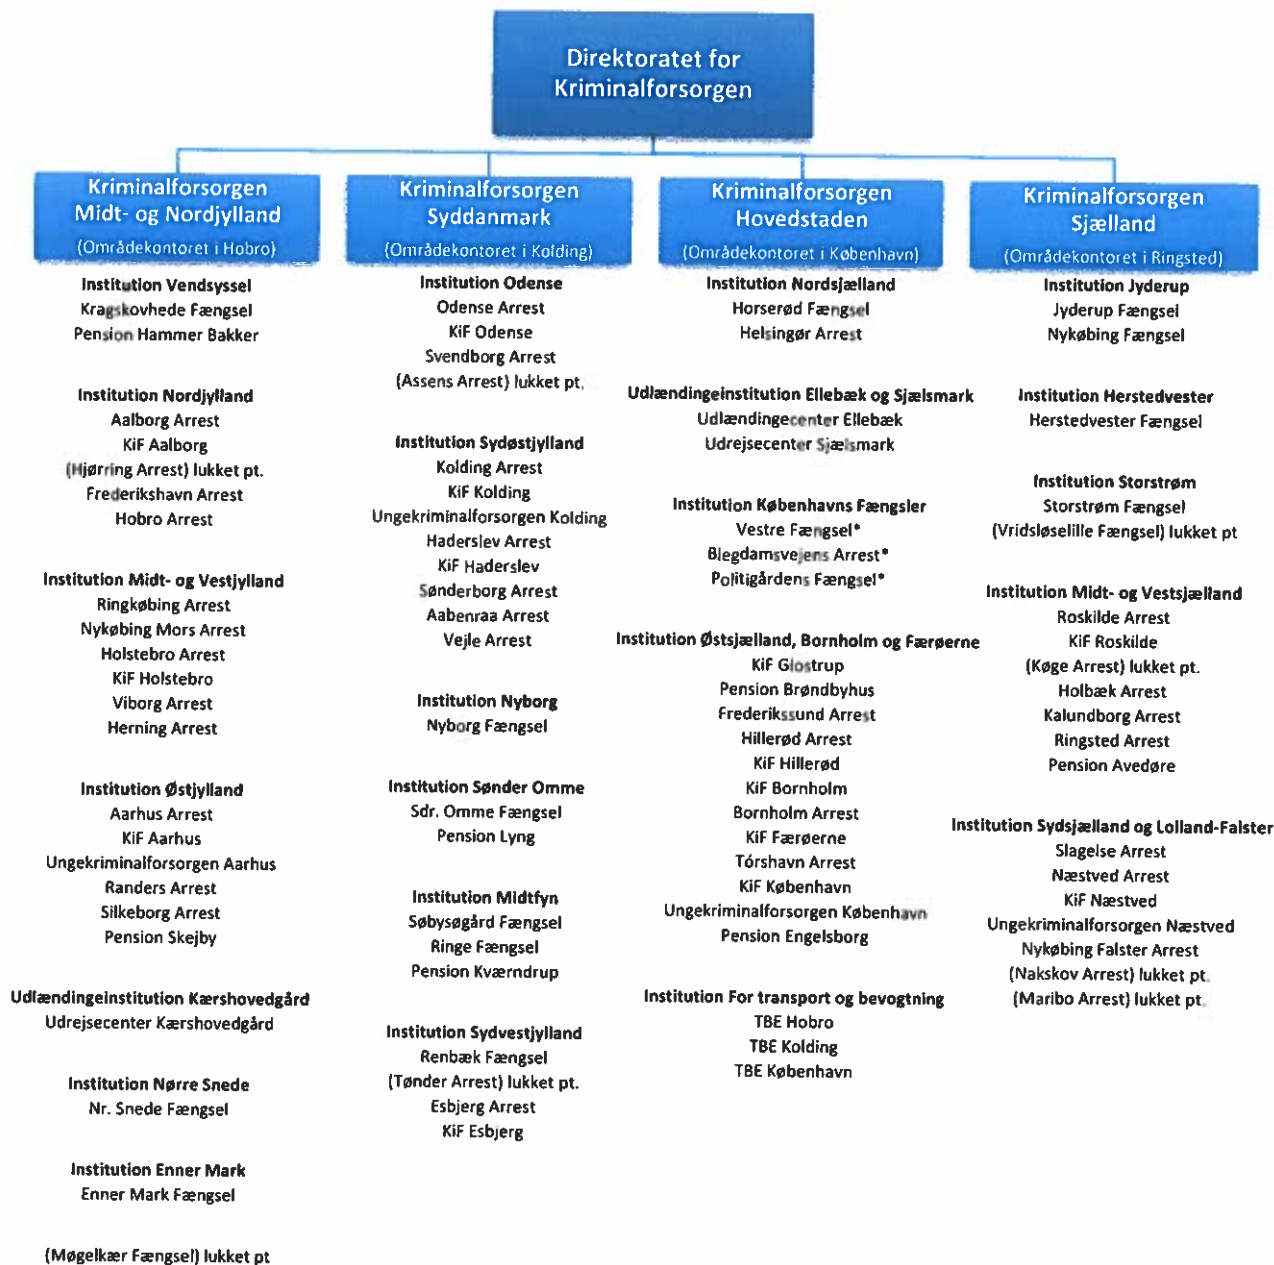 Direktoratet for
Kriminalforsorgen
Kriminalforsorgen
Midt- og Nordjylland
(Områdekontoret i Hobro)
Institution Vendsyssel
Kragskovhede Fængsel
Pension Hammer Bakker
Institution Nordjylland
Aalborg Arrest
KiF Aalborg
(Hjørring Arrest) lukket pt.
Frederikshavn Arrest
Hobro Arrest
Institution Midt- og Vestjylland
Ringkøbing Arrest
Nykøbing Mors Arrest
Holstebro Arrest
KiF Holstebro
Viborg Arrest
Herning Arrest
Institution Østjylland
Aarhus Arrest
KiF Aarhus
Ungekriminalforsorgen Aarhus
Randers Arrest
Silkeborg Arrest
Pension Skejby
Udlændingeinstitution Kærshovedgård
Udrejsecenter Kærshovedgård
Institution Nørre Snede
Nr. Snede Fængsel
Institution Enner Mark
Enner Mark Fængsel
(Møgelkær Fængsel) lukket pt
Kriminalforsorgen
Syddanmark
(Områdekontoret i Kolding)
Institution Odense
Odense Arrest
KiF Odense
Svendborg Arrest
(Assens Arrest) lukket pt.
Institution Sydøstjylland
Kolding Arrest
KiF Kolding
Ungekriminalforsorgen Kolding
Haderslev Arrest
KiF Haderslev
Sønderborg Arrest
Aabenraa Arrest
Vejle Arrest
Institution Nyborg
Nyborg Fængsel
Institution Sønder Omme
Sdr. Omme Fængsel
Pension Lyng
Institution Midtfyn
Søbysøgård Fængsel
Ringe Fængsel
Pension Kværndrup
Institution Sydvestjylland
Renbæk Fængsel
(Tønder Arrest) lukket pt.
Esbjerg Arrest
KiF Esbjerg
Kriminalforsorgen
Hovedstaden
(Områdekontoret i København)
Institution Nordsjælland
Horserød Fængsel
Helsingør Arrest
Udlændingeinstitution Ellebæk og Sjælsmark
Udlændingecenter Ellebæk
Udrejsecenter Sjælsmark
Institution Københavns Fængsler
Vestre Fængsel*
Blegdamsvejens Arrest*
Politigårdens Fængsel*
Institution Østsjælland, Bornholm og Færøerne
KiF Glostrup
Pension Brøndbyhus
Frederikssund Arrest
Hillerød Arrest
KiF Hillerød
KiF Bornholm
Bornholm Arrest
KiF Færøerne
Tórshavn Arrest
KiF København
Ungekriminalforsorgen København
Pension Engelsborg
Institution For transport og bevogtning
TBE Hobro
TBE Kolding
TBE København
Kriminalforsorgen
Sjælland
(Områdekontoret i Ringsted)
Institution Jyderup
Jyderup Fængsel
Nykøbing Fængsel
Institution Herstedvester
Herstedvester Fængsel
Institution Storstrøm
Storstrøm Fængsel
(Vridsløselille Fængsel) lukket pt
Institution Midt- og Vestsjælland
Roskilde Arrest
KiF Roskilde
(Køge Arrest) lukket pt.
Holbæk Arrest
Kalundborg Arrest
Ringsted Arrest
Pension Avedøre
Institution Sydsjælland og Lolland-Falster
Slagelse Arrest
Næstved Arrest
KiF Næstved
Ungekriminalforsorgen Næstved
Nykøbing Falster Arrest
(Nakskov Arrest) lukket pt.
(Maribo Arrest) lukket pt.